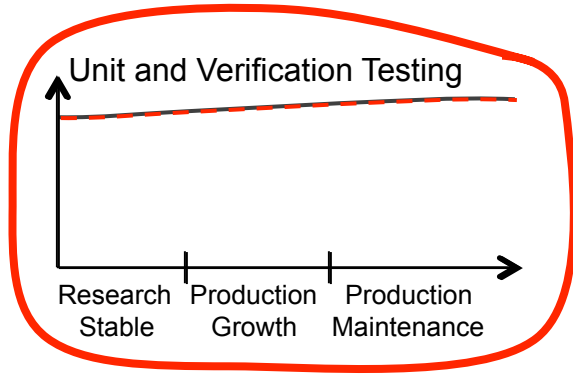 Unit and Verification Testing
Research Production Production
Stable Growth Maintenance